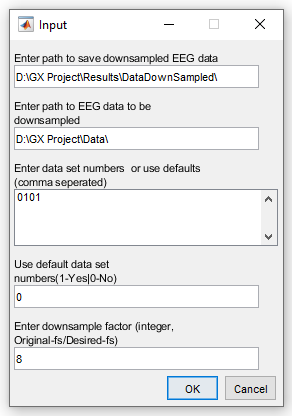 Input
Enter path to save downsampled EEG data
D:\GX Project\Results\DataDownSampled\
Enter path to EEG data to be
downsampled
D:\GX Project\Data\
Enter data set numbers  or use defaults
(comma seperated)
0101
Use default data set
numbers(1-Yes|0-No)
0
Enter downsample factor (integer,
Original-fs/Desired-fs)
8
OK Cancel